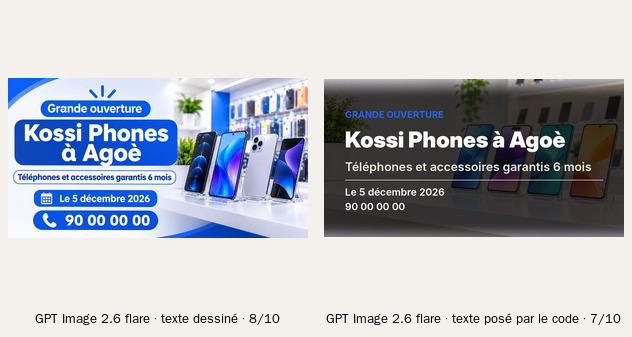 Grande ouverture
Kossi Phones
à Agoè
Téléphones et accessoires garantis 6 mois
Le 5 décembre 2026
90 00 00 00
GRANDE OUVERTURE
Kossi Phones à Agoè
Téléphones et accessoires garantis 6 mois
Le 5 décembre 2026
90 00 00 00
GPT Image 2.6 flare · texte dessiné · 8/10
GPT Image 2.6 flare · texte posé par le code · 7/10